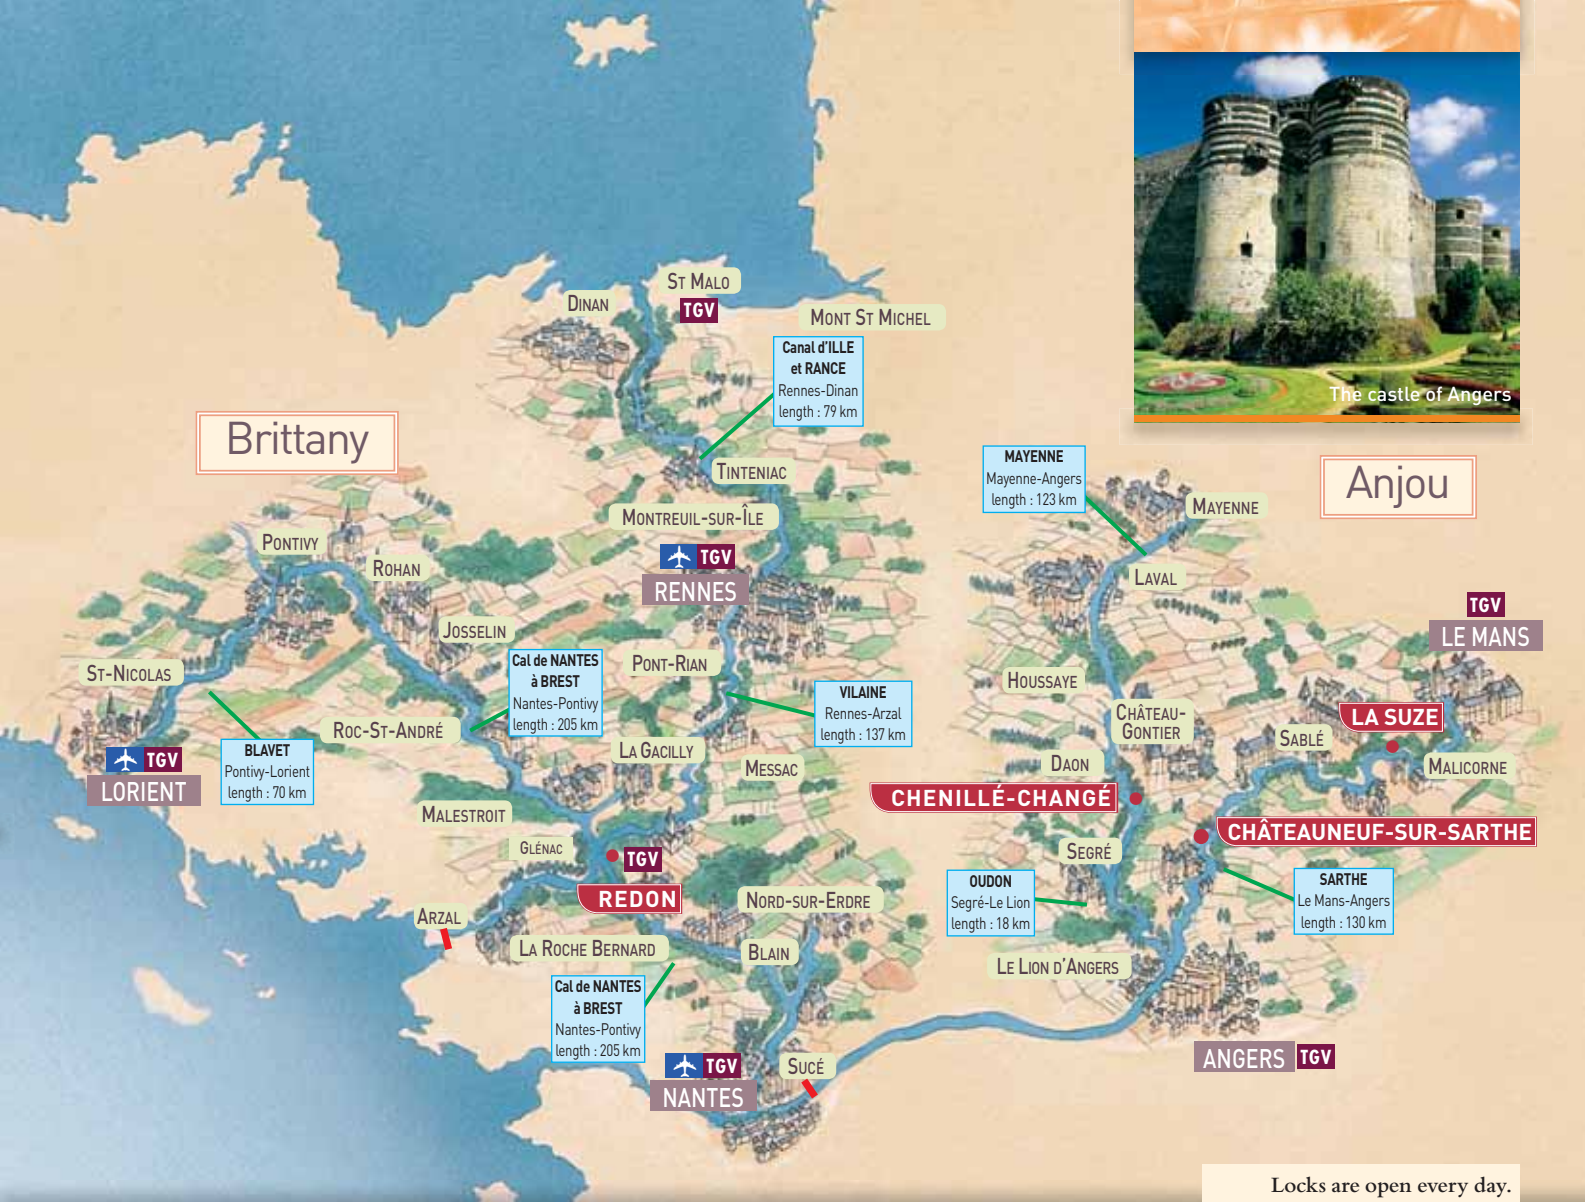 The castle of Angers
Brittany
Anjou
ST MALO
TGV
DINAN
MONT ST MICHEL
Canal d'ILLE
et RANCE
Rennes-Dinan
length : 79 km
TINTENIAC
MONTREUIL-SUR-ÎLE
TGV
RENNES
PONTIVY
ROHAN
JOSSELIN
ST-NICOLAS
Cal de NANTES
à BREST
Nantes-Pontivy
length : 205 km
PONT-RIAN
VILAINE
Rennes-Arzal
length : 137 km
ROC-ST-ANDRÉ
BLAVET
Pontivy-Lorient
length : 70 km
TGV
LORIENT
LA GACILLY
MESSAC
MALESTROIT
GLÉNAC
TGV
REDON
ARZAL
LA ROCHE BERNARD
NORD-SUR-ERDRE
BLAIN
Cal de NANTES
à BREST
Nantes-Pontivy
length : 205 km
TGV
NANTES
SUCÉ
MAYENNE
Mayenne-Angers
length : 123 km
MAYENNE
LAVAL
TGV
LE MANS
HOUSSAYE
CHÂTEAU-
GONTIER
LA SUZE
SABLÉ
MALICORNE
DAON
CHENILLÉ-CHANGÉ
CHÂTEAUNEUF-SUR-SARTHE
SEGRÉ
OUDON
Segré-Le Lion
length : 18 km
SARTHE
Le Mans-Angers
length : 130 km
LE LION D'ANGERS
ANGERS TGV
Locks are open every day.